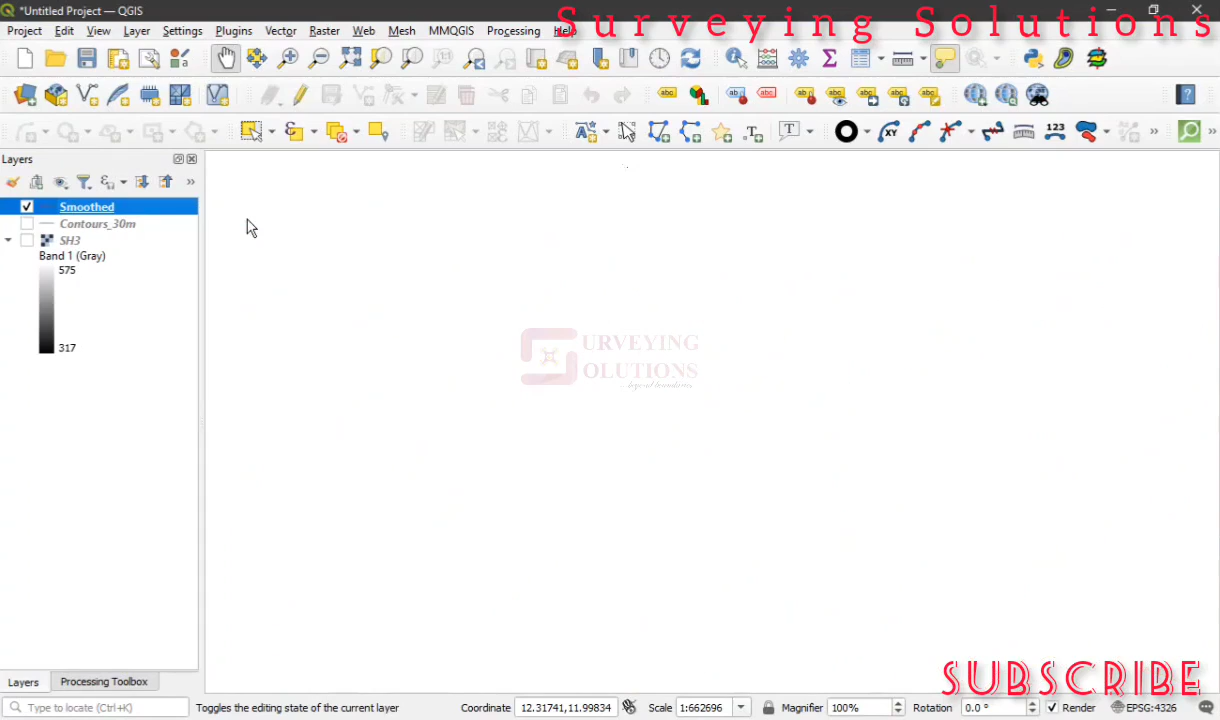 *Untitled Project — QGIS
Surveying Solutions
Project Edit View Layer Settings Plugins Vector Raster Web Mesh MMQGIS Processing Help
Layers
Smoothed
Contours_30m
SH3
Band 1 (Gray)
575
317
URVEYING
OLUTIONS
- beyond boundaries
SUBSCRIBE
Layers Processing Toolbox
Type to locate (Ctrl+K) Toggles the editing state of the current layer Coordinate 12.31741,11.99834 Scale 1:662696 Magnifier 100% Rotation 0.0 ° Render EPSG:4326